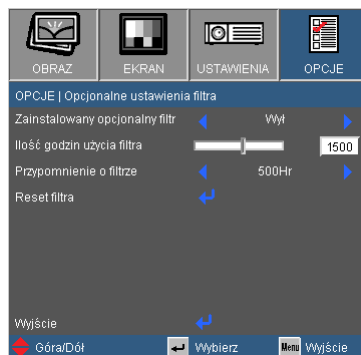 OBRAZ EKRAN USTAWIENIA OPCJE
OPCJE | Opcjonalne ustawienia filtra
Zainstalowany opcjonalny filtr Wył
Ilość godzin użycia filtra 1500
Przypomnienie o filtrze 500Hr
Reset filtra
Wyjście
Góra/Dół Wybierz Menu Wyjście